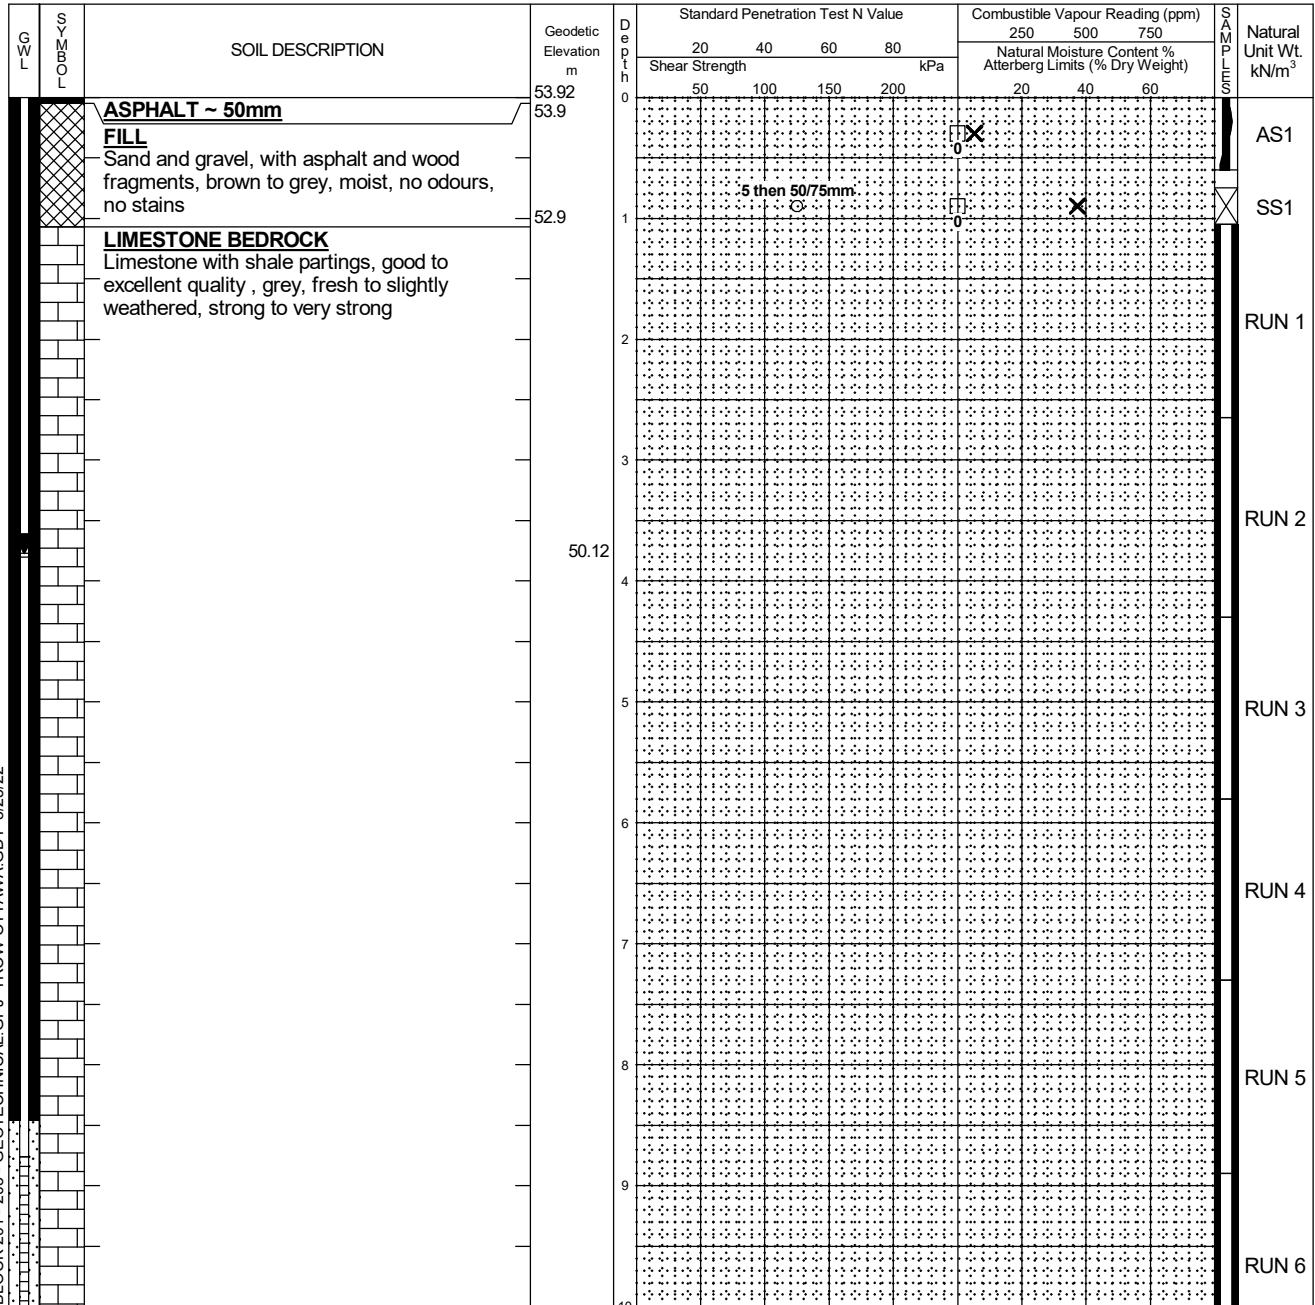 GWL
SYMBOL
SOIL DESCRIPTION
Geodetic
Elevation
m
Depth
Standard Penetration Test N Value
20 40 60 80
Shear Strength kPa
50 100 150 200
Combustible Vapour Reading (ppm)
250 500 750
Natural Moisture Content %
Atterberg Limits (% Dry Weight)
20 40 60
SAMPLES
Natural
Unit Wt.
kN/m³
53.92
0
ASPHALT ~ 50mm
53.9
FILL
Sand and gravel, with asphalt and wood
fragments, brown to grey, moist, no odours,
no stains
0
AS1
5 then 50/75mm
0
SS1
52.9
1
LIMESTONE BEDROCK
Limestone with shale partings, good to
excellent quality , grey, fresh to slightly
weathered, strong to very strong
RUN 1
2
3
RUN 2
50.12
4
5
RUN 3
6
RUN 4
7
8
RUN 5
9
RUN 6